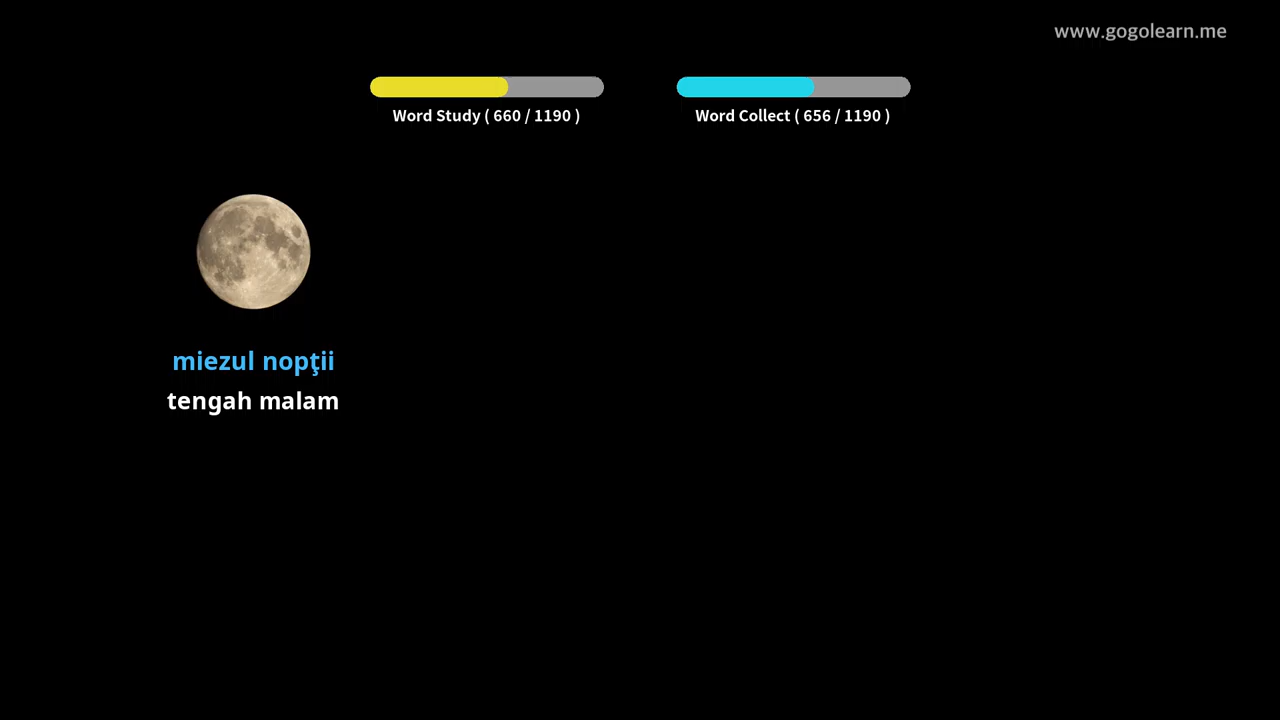 www.gogolearn.me
Word Study ( 660 / 1190 )
Word Collect ( 656 / 1190 )
miezul nopţii
tengah malam